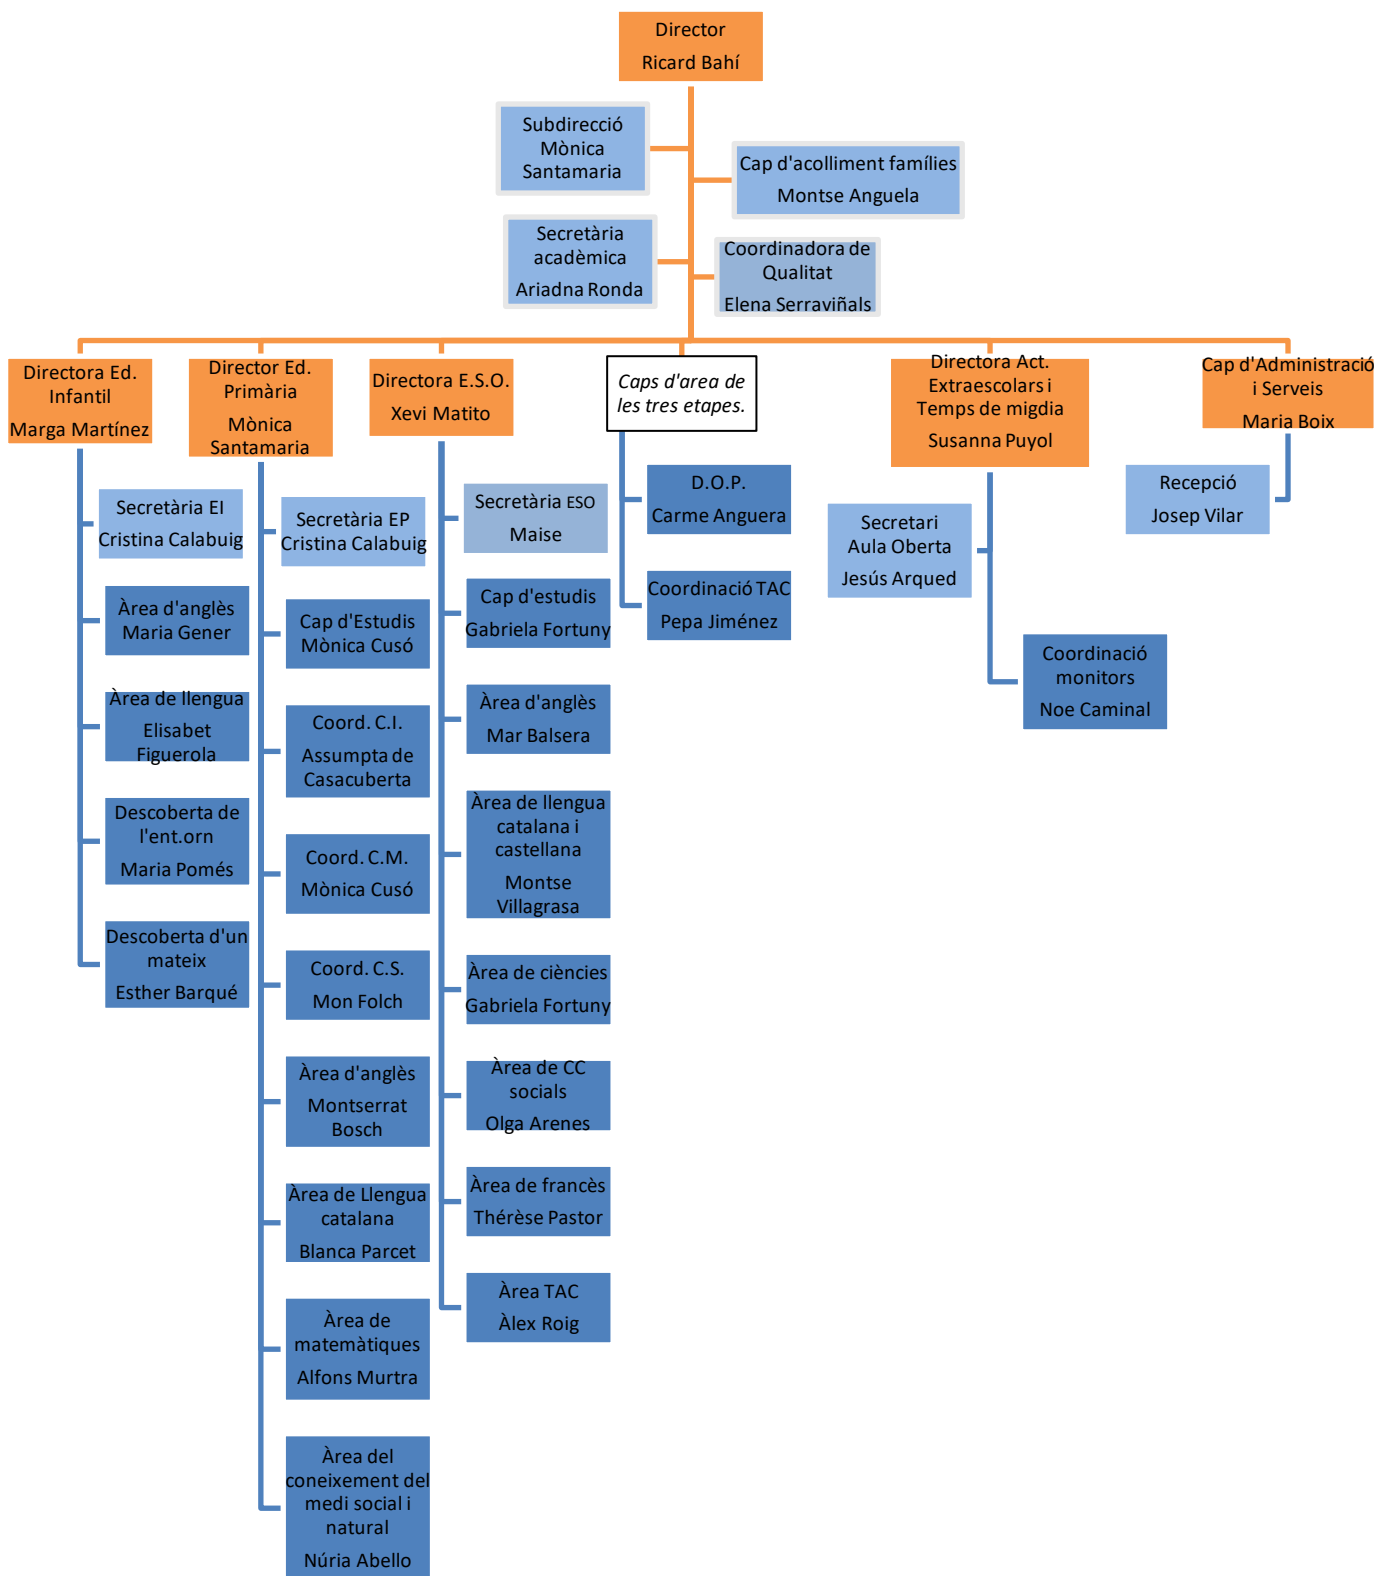 Director
Ricard Bahí
Subdirecció
Mònica
Santamaria
Cap d'acolliment famílies
Montse Anguela
Secretària
acadèmica
Ariadna Ronda
Coordinadora de
Qualitat
Elena Serraviñals
Directora Ed.
Infantil
Marga Martínez
Secretària EI
Cristina Calabuig
Àrea d'anglès
Maria Gener
Àrea de llengua
Elisabet
Figuerola
Descoberta de
l'ent.orn
Maria Pomés
Descoberta d'un
mateix
Esther Barqué
Director Ed.
Primària
Mònica
Santamaria
Secretària EP
Cristina Calabuig
Cap d'Estudis
Mònica Cusó
Coord. C.I.
Assumpta de
Casacuberta
Coord. C.M.
Mònica Cusó
Coord. C.S.
Mon Folch
Àrea d'anglès
Montserrat
Bosch
Àrea de Llengua
catalana
Blanca Parcet
Àrea de
matemàtiques
Alfons Murtra
Àrea del
coneixement del
medi social i
natural
Núria Abello
Directora E.S.O.
Xevi Matito
Secretària ESO
Maise
Cap d'estudis
Gabriela Fortuny
Àrea d'anglès
Mar Balsera
Àrea de llengua
catalana i
castellana
Montse
Villagrasa
Àrea de ciències
Gabriela Fortuny
Àrea de CC
socials
Olga Arenes
Àrea de francès
Thérèse Pastor
Àrea TAC
Àlex Roig
Caps d'area de
les tres etapes.
D.O.P.
Carme Anguera
Coordinació TAC
Pepa Jiménez
Directora Act.
Extraescolars i
Temps de migdia
Susanna Puyol
Secretari
Aula Oberta
Jesús Arqued
Coordinació
monitors
Noe Caminal
Cap d'Administració
i Serveis
Maria Boix
Recepció
Josep Vilar